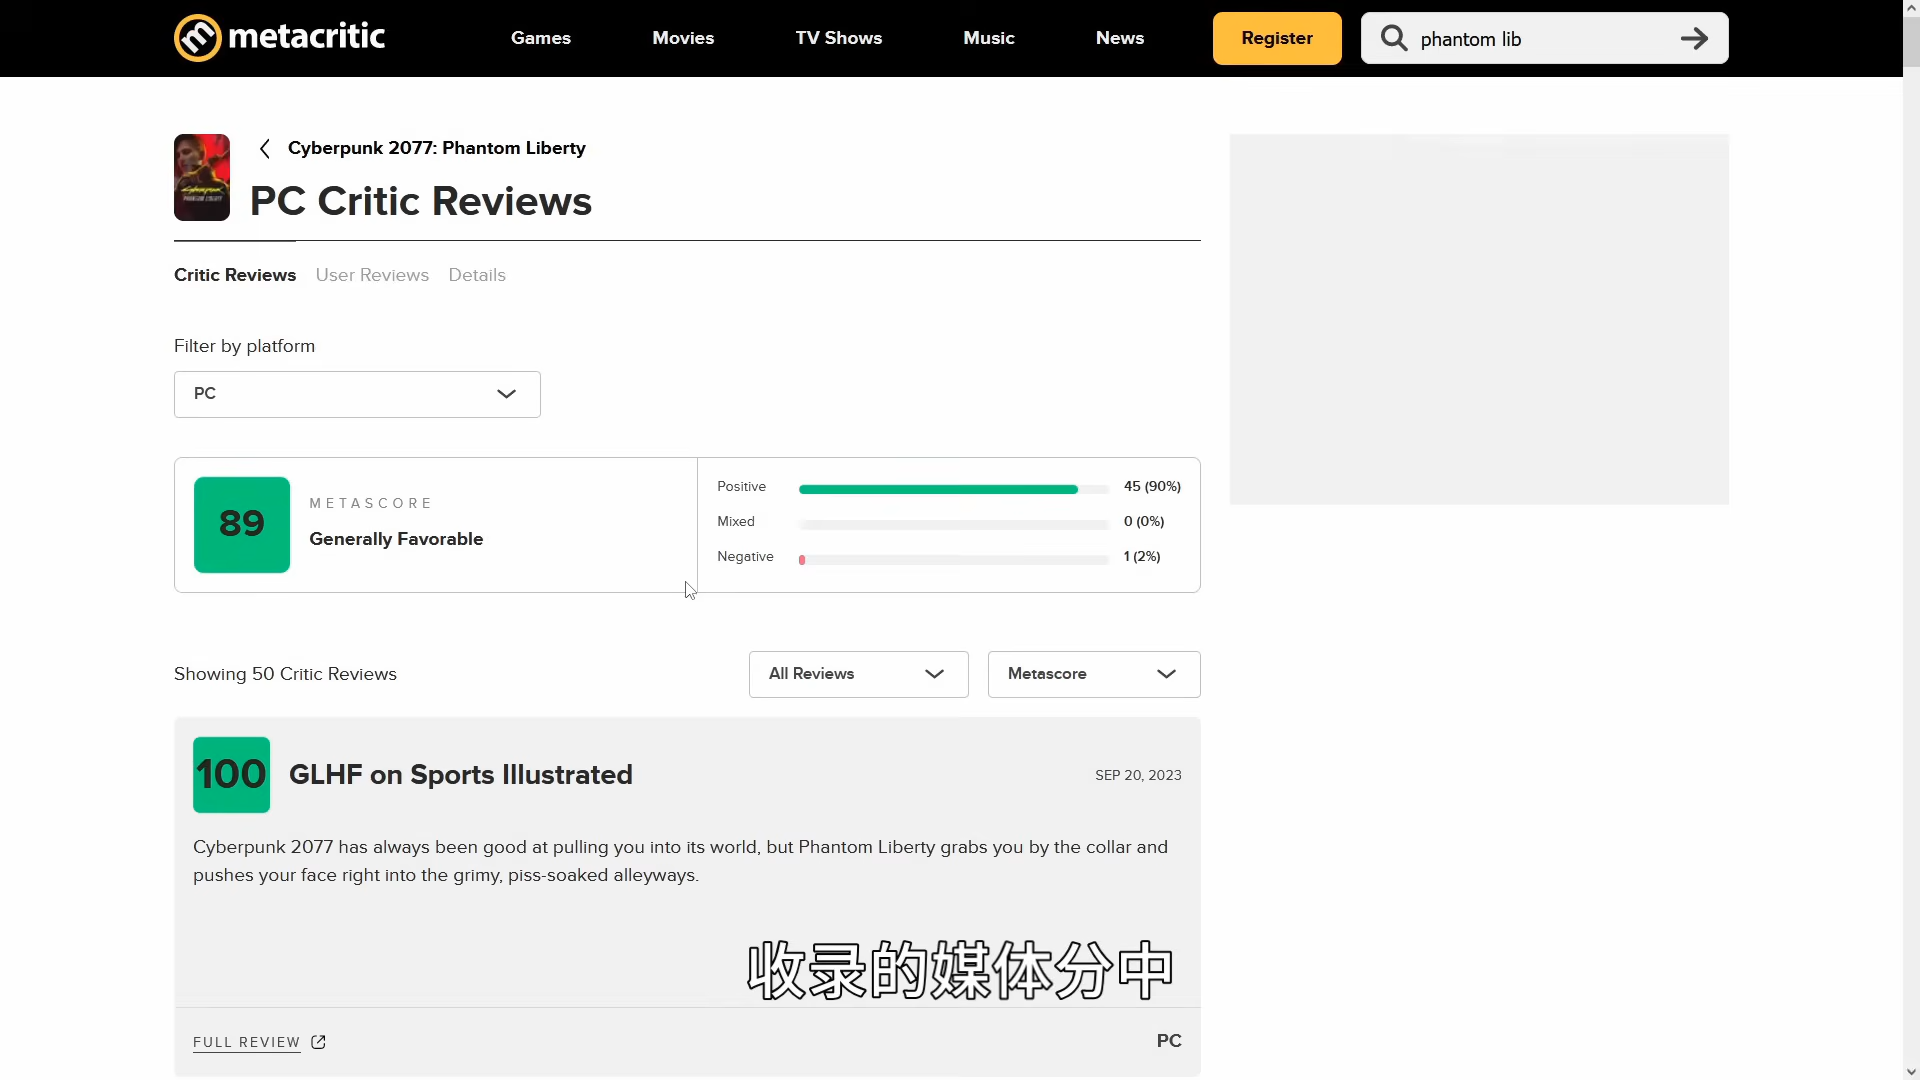 metacritic
Games Movies TV Shows Music News Register phantom lib
Cyberpunk 2077: Phantom Liberty
PC Critic Reviews
Critic Reviews User Reviews Details
Filter by platform
PC
89
METASCORE
Generally Favorable
Positive 45 (90%)
Mixed 0 (0%)
Negative 1 (2%)
Showing 50 Critic Reviews
All Reviews
Metascore
100 GLHF on Sports Illustrated SEP 20, 2023
Cyberpunk 2077 has always been good at pulling you into its world, but Phantom Liberty grabs you by the collar and
pushes your face right into the grimy, piss-soaked alleyways.
收录的媒体分中
FULL REVIEW PC